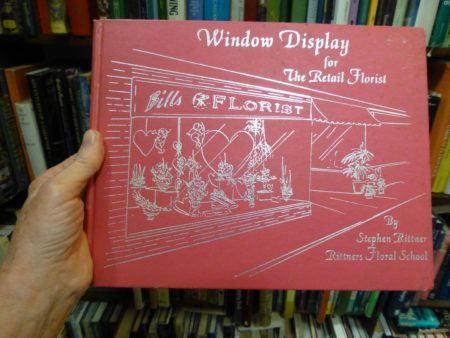 Window Display
for
The Retail Florist
Bills FLORIST
By
Stephen Rittner
Rittners Floral School